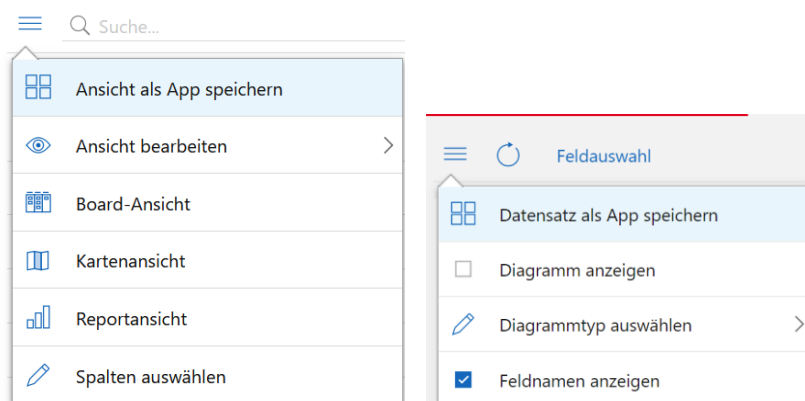 Suche...
Ansicht als App speichern
Ansicht bearbeiten
Board-Ansicht
Kartenansicht
Reportansicht
Spalten auswählen
Feldauswahl
Datensatz als App speichern
Diagramm anzeigen
Diagrammtyp auswählen
Feldnamen anzeigen